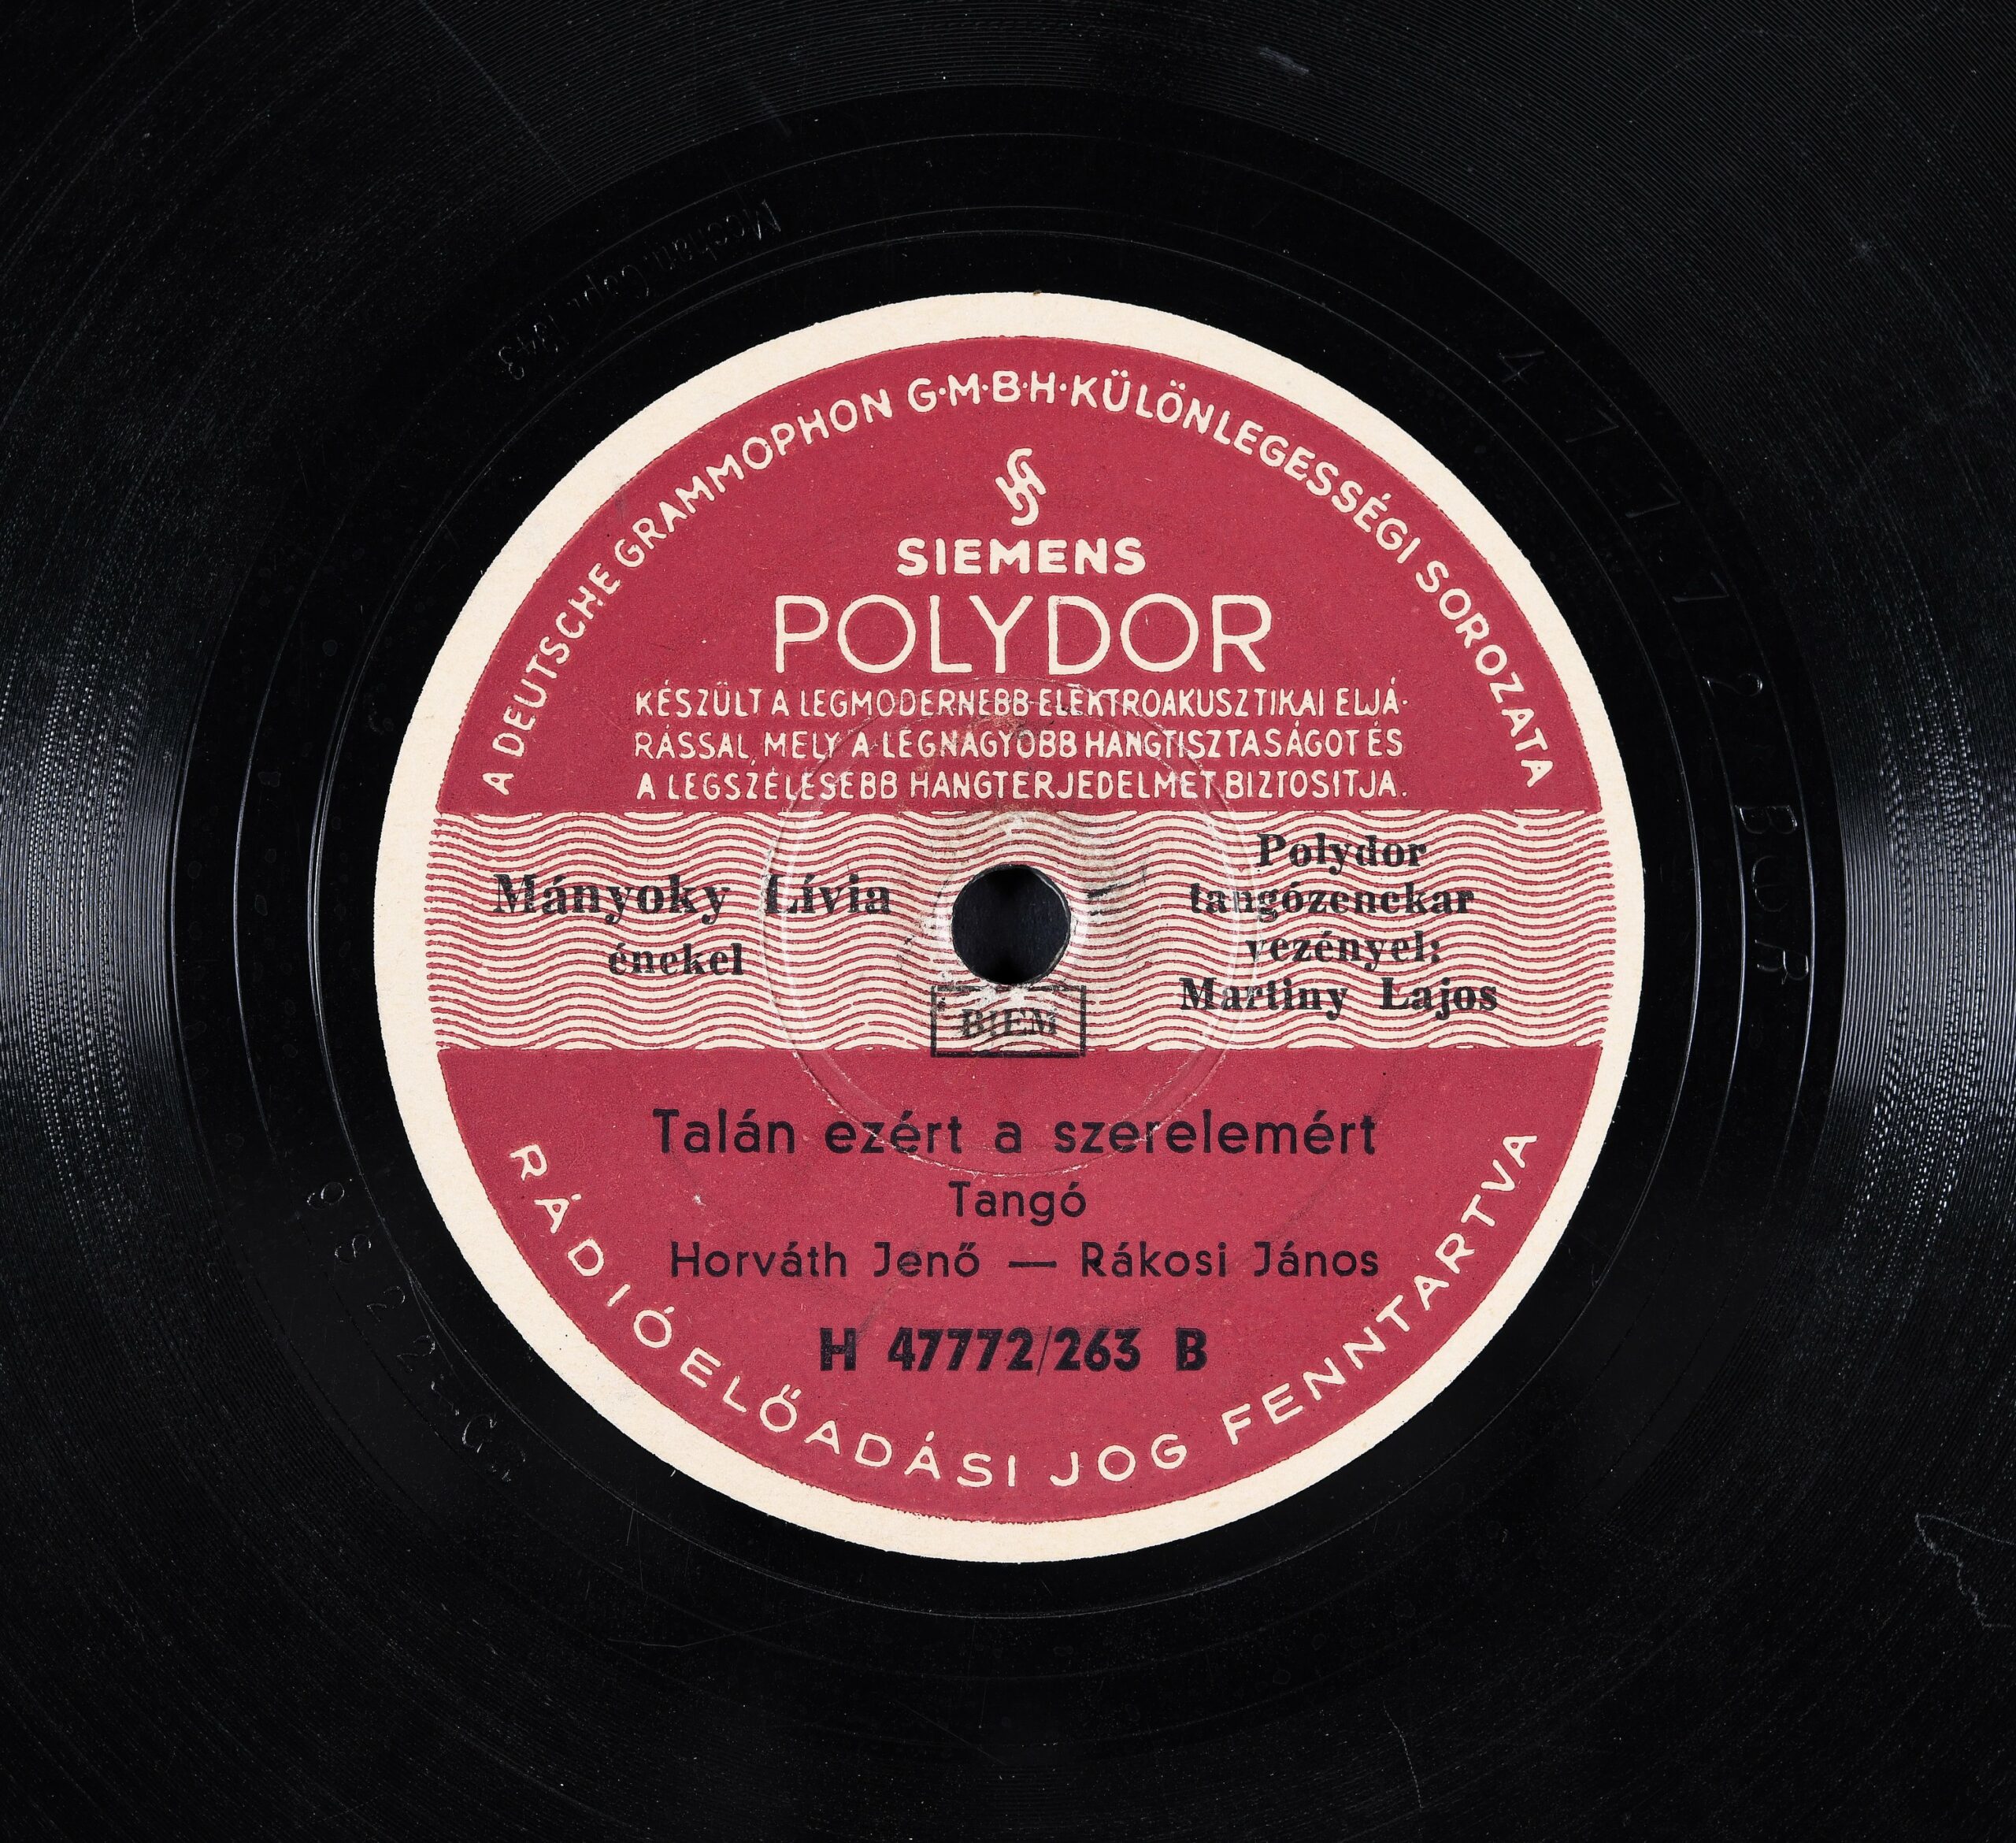 A DEUTSCHE GRAMMOPHON G·M·B·H·KÜLÖNLEGESSÉGI SOROZATA
SIEMENS
POLYDOR
KÉSZÜLT A LEGMODERNEBB ELEKTROAKUSZTIKAI ELJÁ-
RÁSSAL, MELY A LEGNAGYOBB HANGTISZTASÁGOT ÉS
A LEGSZÉLESEBB HANGTERJEDELMET BIZTOSITJA.
Mányoky Lívia
énekel
Polydor
tangózenekar
vezényel:
Martiny Lajos
BIEM
Talán ezért a szerelemért
Tangó
Horváth Jenő — Rákosi János
H 47772/263 B
RÁDIÓELŐADÁSI JOG FENNTARTVA
47772 BⅡR